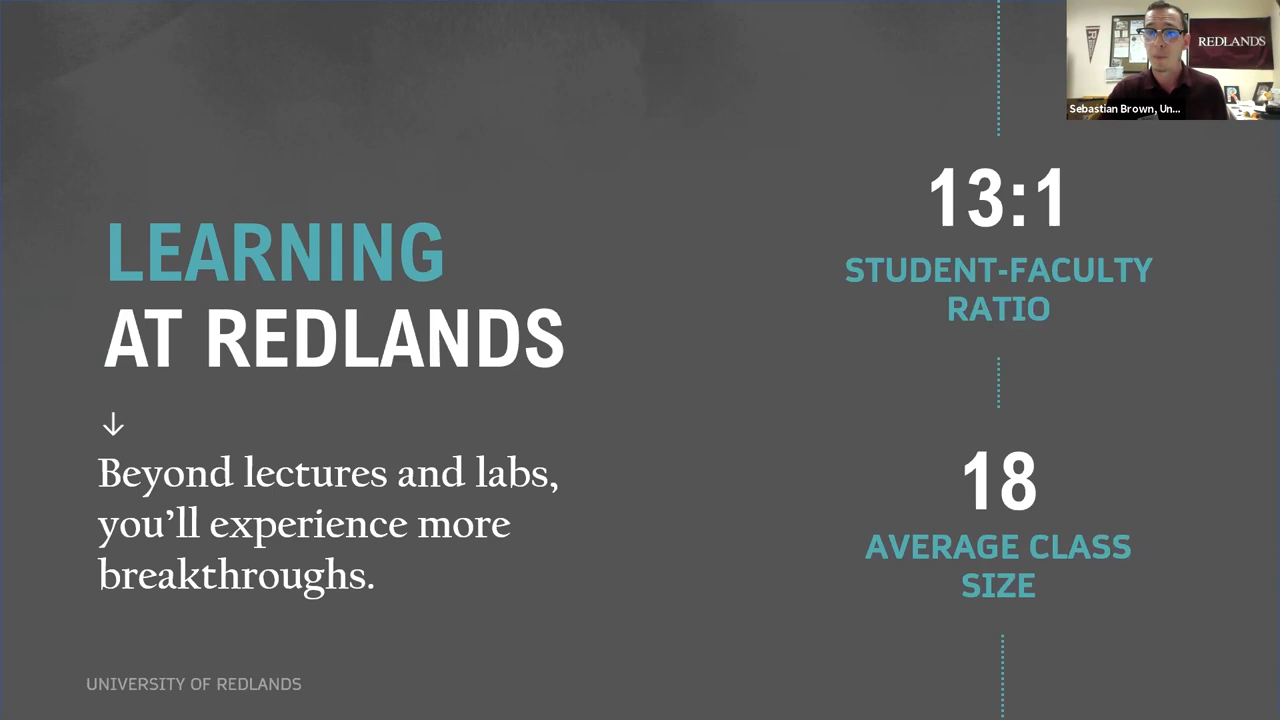 LEARNING
AT REDLANDS
↓
Beyond lectures and labs,
you’ll experience more
breakthroughs.
UNIVERSITY OF REDLANDS
13:1
STUDENT-FACULTY
RATIO
18
AVERAGE CLASS
SIZE
REDLANDS
Sebastian Brown, Un...